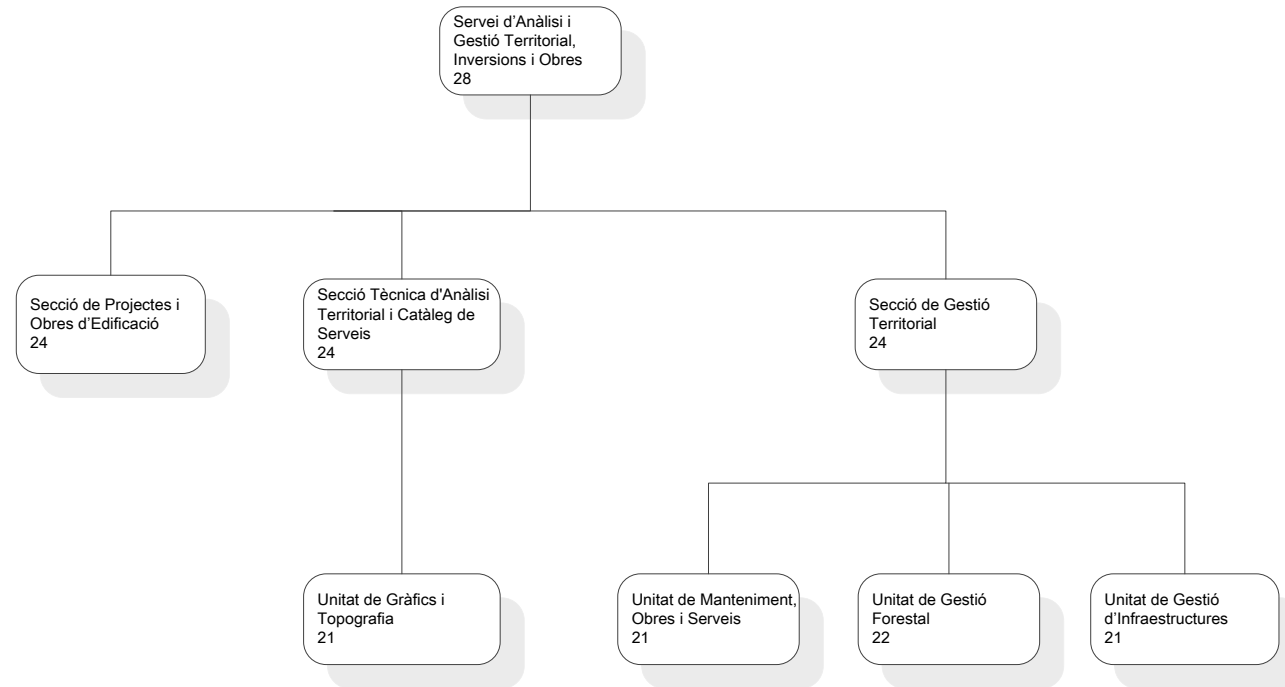 Servei d’Anàlisi i
Gestió Territorial,
Inversions i Obres
28
Secció de Projectes i
Obres d’Edificació
24
Secció Tècnica d'Anàlisi
Territorial i Catàleg de
Serveis
24
Secció de Gestió
Territorial
24
Unitat de Gràfics i
Topografia
21
Unitat de Manteniment,
Obres i Serveis
21
Unitat de Gestió
Forestal
22
Unitat de Gestió
d’Infraestructures
21